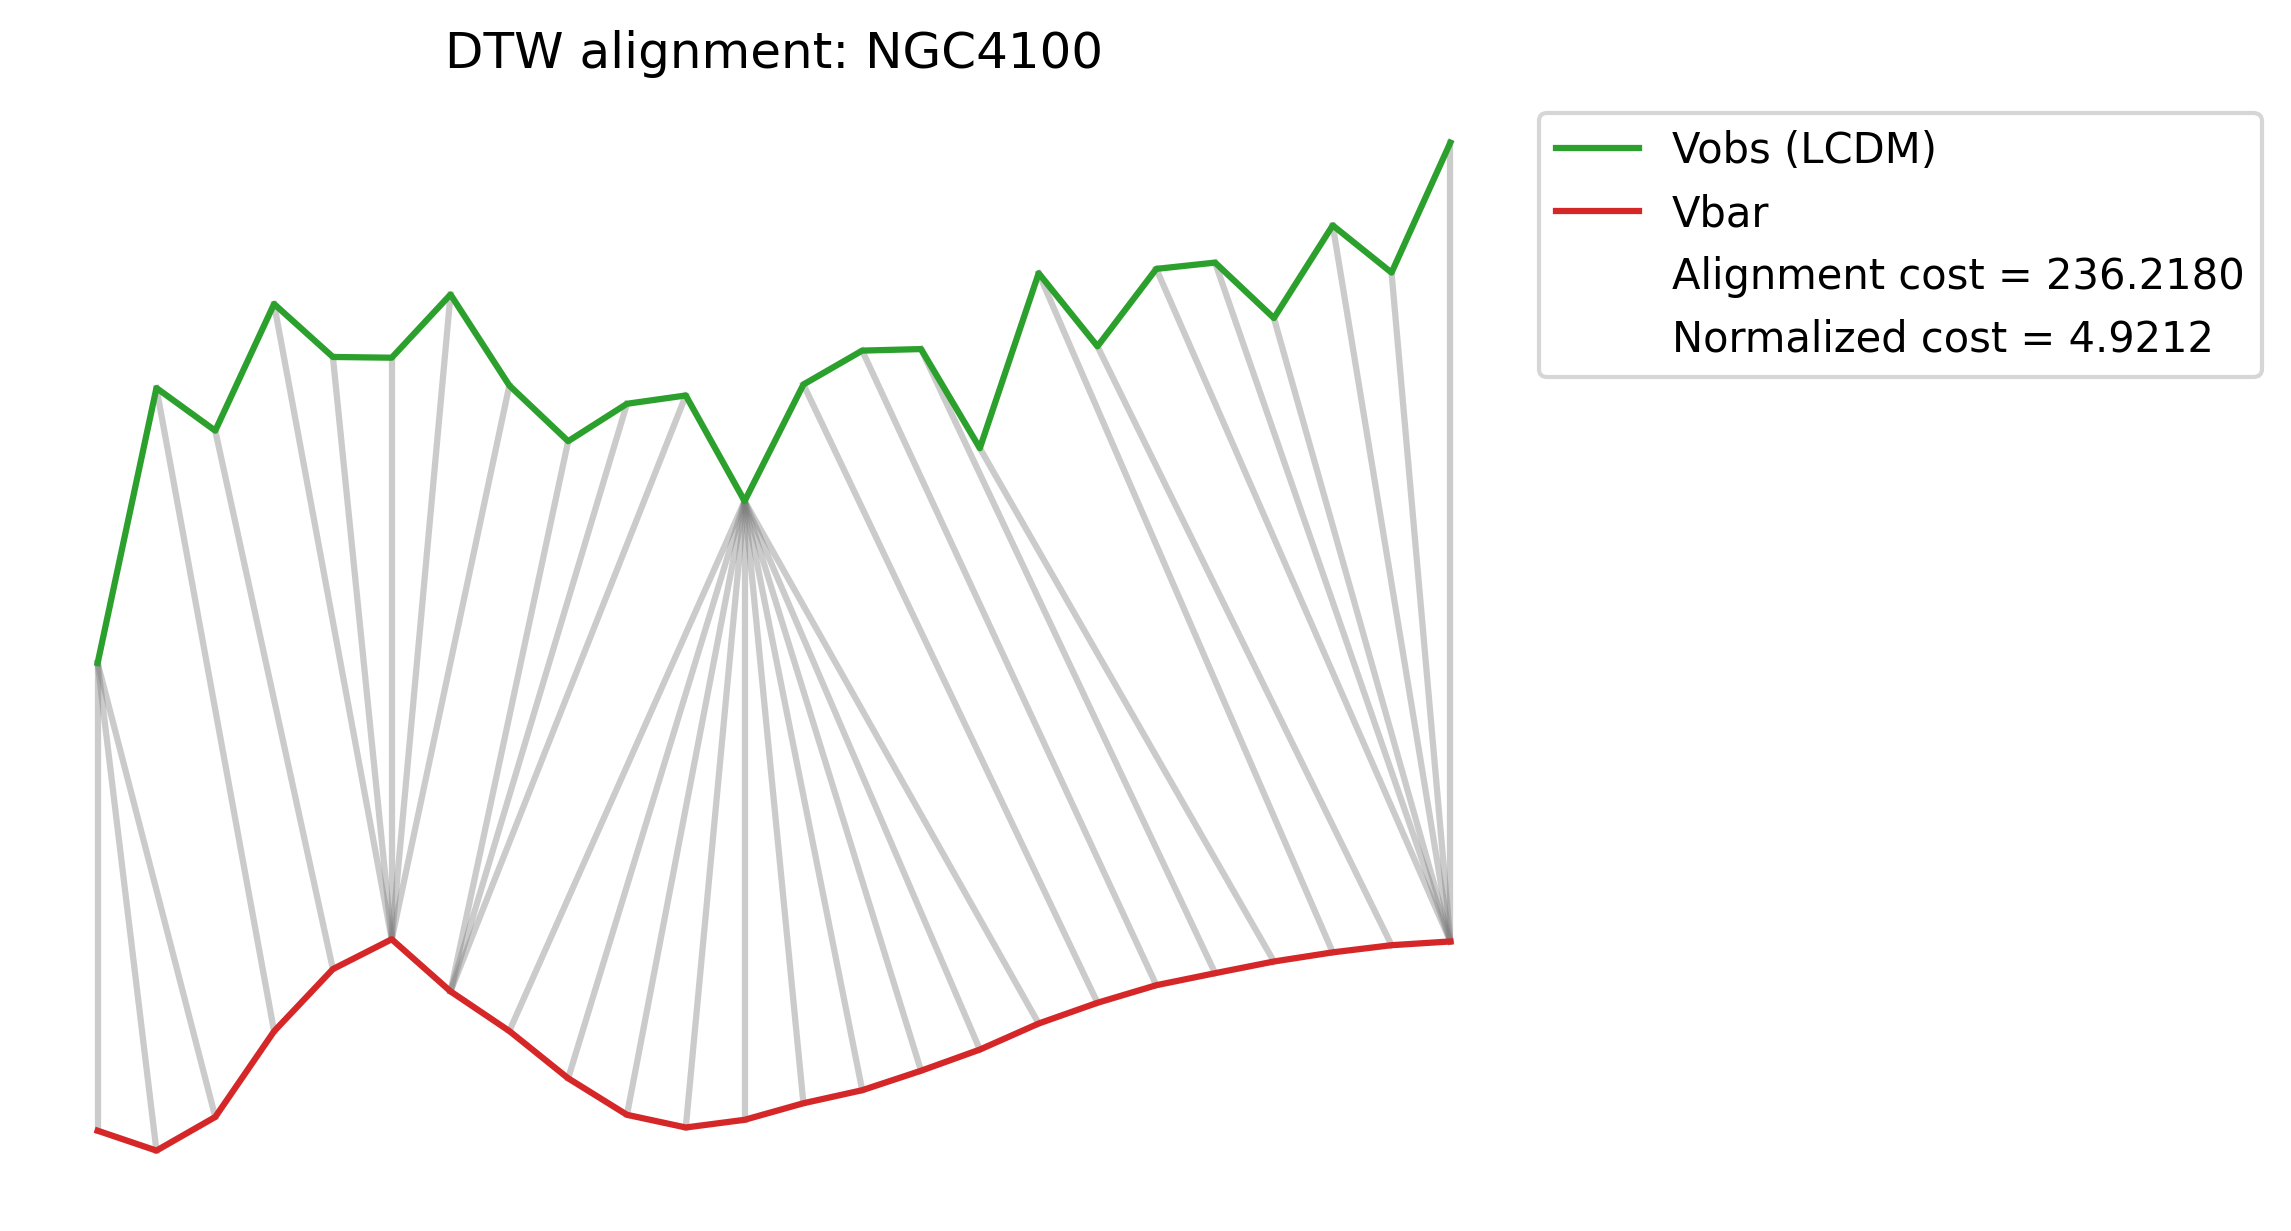 DTW alignment: NGC4100
Vobs (LCDM)
Vbar
Alignment cost = 236.2180
Normalized cost = 4.9212